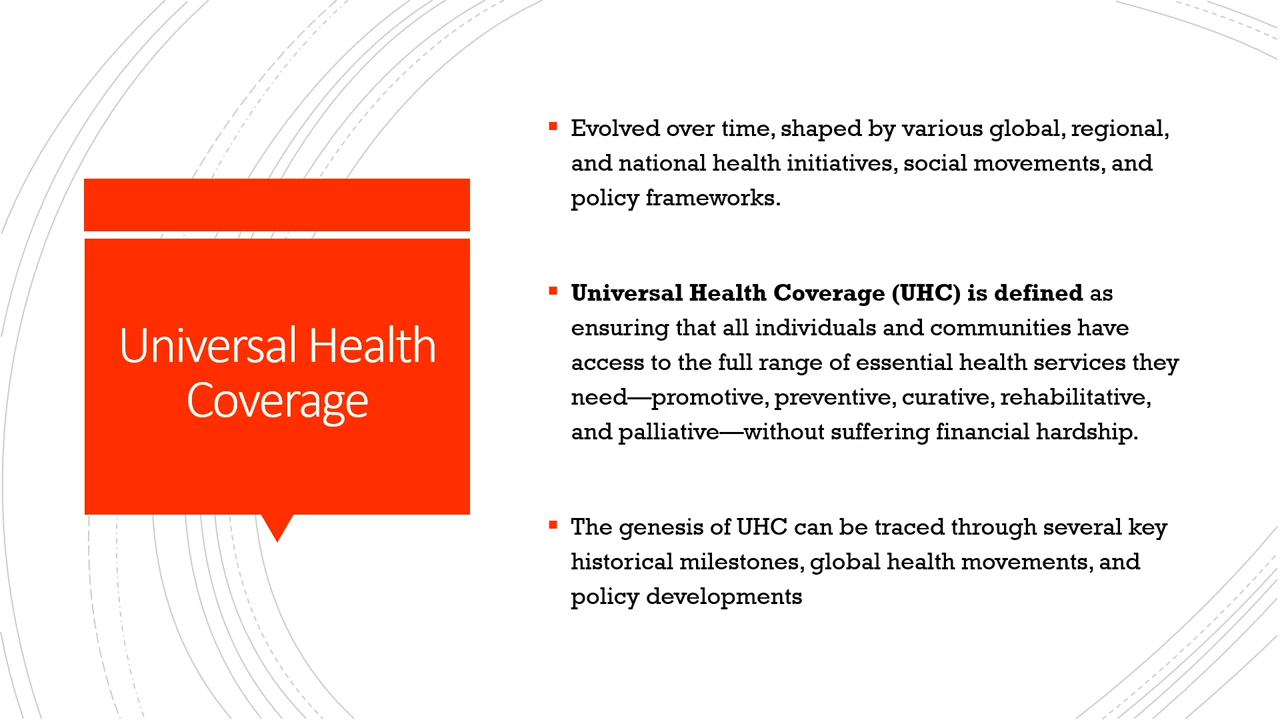 Universal Health
Coverage
Evolved over time, shaped by various global, regional,
and national health initiatives, social movements, and
policy frameworks.
Universal Health Coverage (UHC) is defined as
ensuring that all individuals and communities have
access to the full range of essential health services they
need—promotive, preventive, curative, rehabilitative,
and palliative—without suffering financial hardship.
The genesis of UHC can be traced through several key
historical milestones, global health movements, and
policy developments